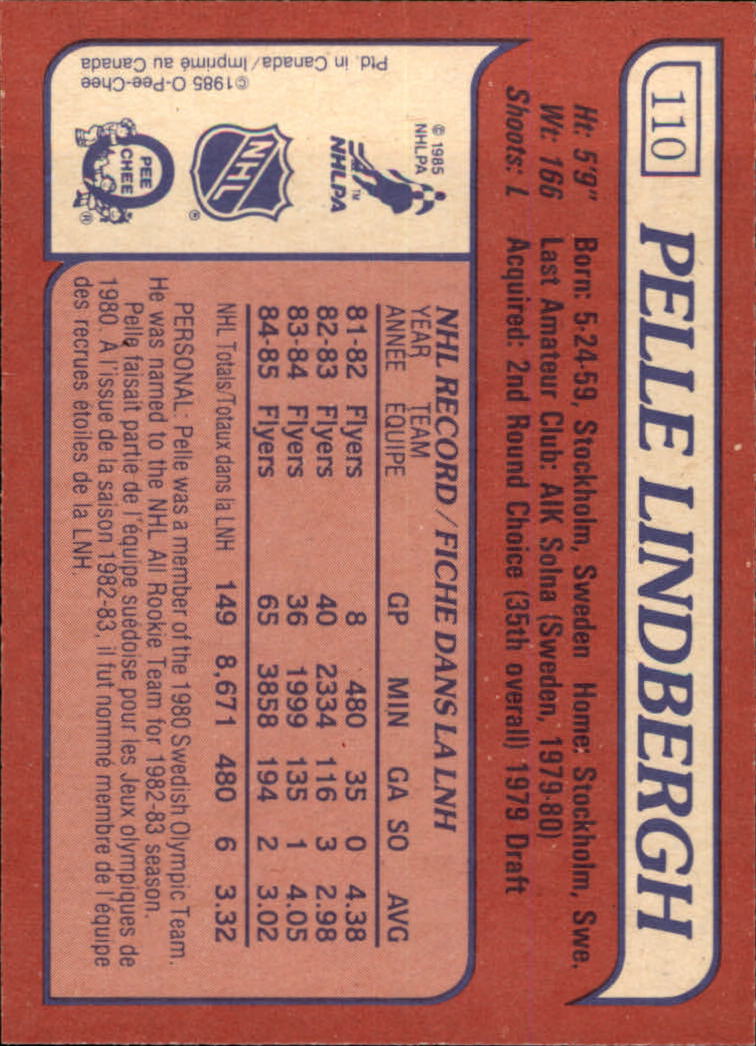 110 PELLE LINDBERGH
Ht: 5'9" Born: 5-24-59, Stockholm, Sweden Home: Stockholm, Swe.
Wt: 166 Last Amateur Club: AIK Solna (Sweden, 1979-80)
Shoots: L Acquired: 2nd Round Choice (35th overall) 1979 Draft
© 1985
NHLPA
NHLPA
TM
NHL
®
PEE
CHEE
®
©1985 O-Pee-Chee
Ptd. in Canada/Imprimé au Canada
NHL RECORD / FICHE DANS LA LNH
YEAR TEAM
ANNÉE ÉQUIPE GP MIN GA SO AVG
81-82 Flyers 8 480 35 0 4.38
82-83 Flyers 40 2334 116 3 2.98
83-84 Flyers 36 1999 135 1 4.05
84-85 Flyers 65 3858 194 2 3.02
NHL Totals/Totaux dans la LNH 149 8,671 480 6 3.32
PERSONAL: Pelle was a member of the 1980 Swedish Olympic Team.
He was named to the NHL All Rookie Team for 1982-83 season.
Pelle faisait partie de l'équipe suédoise pour les Jeux olympiques de
1980. A l'issue de la saison 1982-83, il fut nommé membre de l'équipe
des recrues étoiles de la LNH.